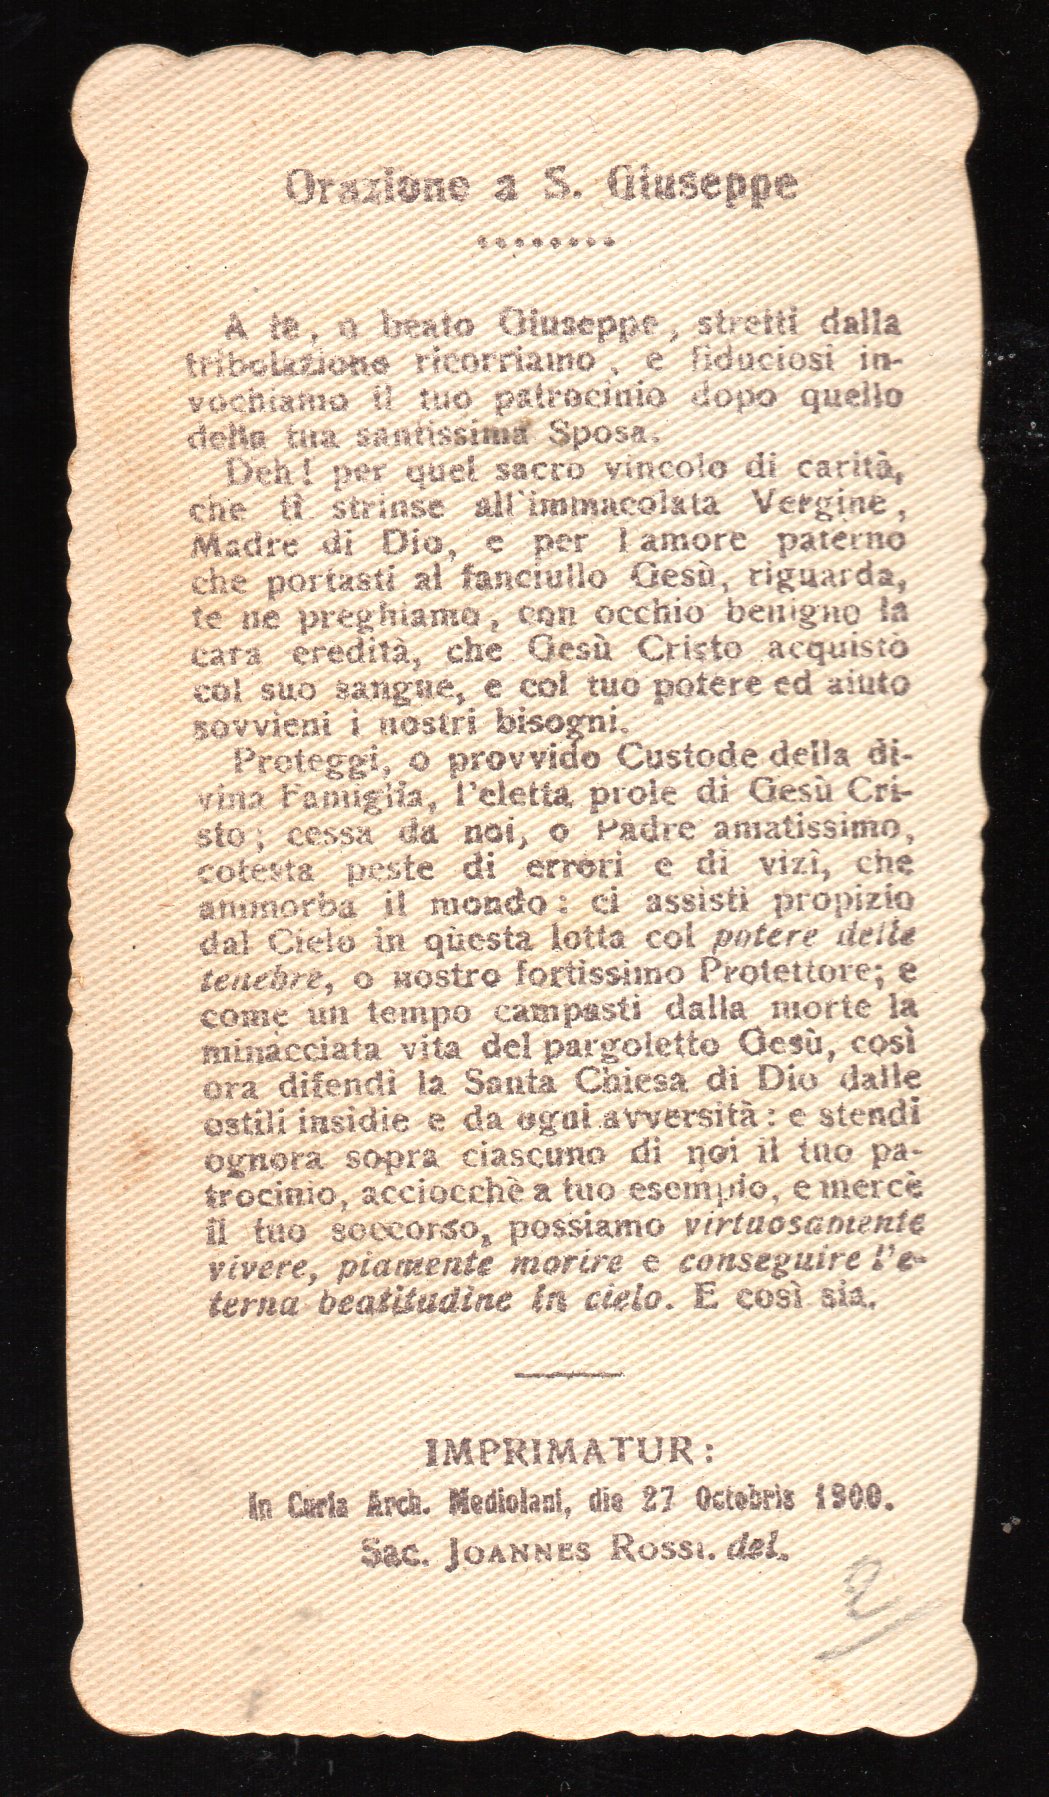 Orazione a S. Giuseppe
A te, o beato Giuseppe, stretti dalla
tribolazione ricorriamo, e fiduciosi in-
vochiamo il tuo patrocinio dopo quello
della tua santissima Sposa.
Deh! per quel sacro vincolo di carità,
che ti strinse all'immacolata Vergine,
Madre di Dio, e per l'amore paterno
che portasti al fanciullo Gesù, riguarda,
te ne preghiamo, con occhio benigno la
cara eredità, che Gesù Cristo acquistò
col suo sangue, e col tuo potere ed aiuto
sovvieni i nostri bisogni.
Proteggi, o provvido Custode della di-
vina Famiglia, l'eletta prole di Gesù Cri-
sto; cessa da noi, o Padre amatissimo,
cotesta peste di errori e di vizî, che
ammorba il mondo: ci assisti propizio
dal Cielo in questa lotta col potere delle
tenebre, o nostro fortissimo Protettore; e
come un tempo campasti dalla morte la
minacciata vita del pargoletto Gesù, così
ora difendi la Santa Chiesa di Dio dalle
ostili insidie e da ogni avversità: e stendi
ognora sopra ciascuno di noi il tuo pa-
trocinio, acciocchè a tuo esempio, e mercè
il tuo soccorso, possiamo virtuosamente
vivere, piamente morire e conseguire l'e-
terna beatitudine in cielo. E così sia.
IMPRIMATUR:
In Curia Arch. Mediolani, die 27 Octobris 1900.
Sac. JOANNES ROSSI. del.
2